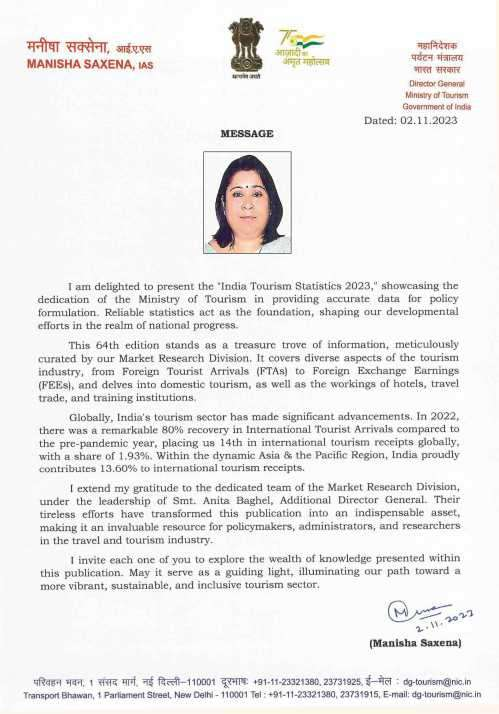 मनीषा सक्सेना, आई.ए.एस
MANISHA SAXENA, IAS
सत्यमेव जयते
आज़ादी का
अमृत महोत्सव
महानिदेशक
पर्यटन मंत्रालय
भारत सरकार
Director General
Ministry of Tourism
Government of India
Dated: 02.11.2023
MESSAGE
I am delighted to present the "India Tourism Statistics 2023," showcasing the
dedication of the Ministry of Tourism in providing accurate data for policy
formulation. Reliable statistics act as the foundation, shaping our developmental
efforts in the realm of national progress.
This 64th edition stands as a treasure trove of information, meticulously
curated by our Market Research Division. It covers diverse aspects of the tourism
industry, from Foreign Tourist Arrivals (FTAs) to Foreign Exchange Earnings
(FEEs), and delves into domestic tourism, as well as the workings of hotels, travel
trade, and training institutions.
Globally, India's tourism sector has made significant advancements. In 2022,
there was a remarkable 80% recovery in International Tourist Arrivals compared to
the pre-pandemic year, placing us 14th in international tourism receipts globally,
with a share of 1.93%. Within the dynamic Asia & the Pacific Region, India proudly
contributes 13.60% to international tourism receipts.
I extend my gratitude to the dedicated team of the Market Research Division,
under the leadership of Smt. Anita Baghel, Additional Director General. Their
tireless efforts have transformed this publication into an indispensable asset,
making it an invaluable resource for policymakers, administrators, and researchers
in the travel and tourism industry.
I invite each one of you to explore the wealth of knowledge presented within
this publication. May it serve as a guiding light, illuminating our path toward a
more vibrant, sustainable, and inclusive tourism sector.
2.11.2023
(Manisha Saxena)
परिवहन भवन, 1 संसद मार्ग, नई दिल्ली-110001 दूरभाष: +91-11-23321380, 23731925, ई-मेल : dg-tourism@nic.in
Transport Bhawan, 1 Parliament Street, New Delhi - 110001 Tel : +91-11-23321380, 23731915, E-mail: dg-tourism@nic.in